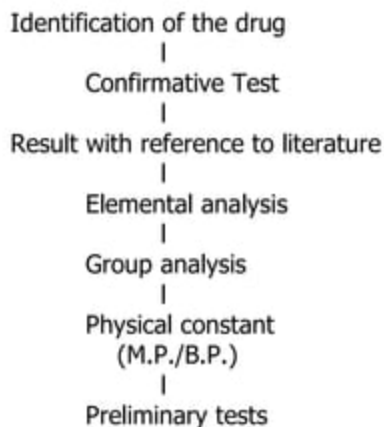 Identification of the drug
Confirmative Test
Result with reference to literature
Elemental analysis
Group analysis
Physical constant
(M.P./B.P.)
Preliminary tests